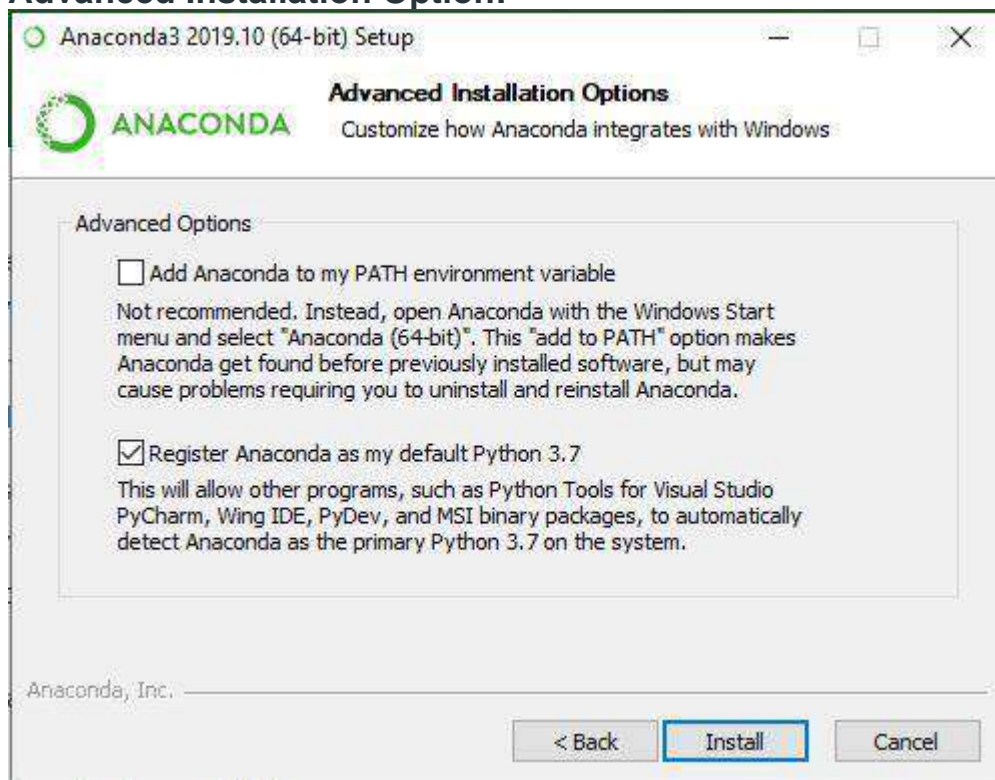 Advanced Installation Option:
Anaconda3 2019.10 (64-bit) Setup
ANACONDA
Advanced Installation Options
Customize how Anaconda integrates with Windows
Advanced Options
Add Anaconda to my PATH environment variable
Not recommended. Instead, open Anaconda with the Windows Start
menu and select "Anaconda (64-bit)". This "add to PATH" option makes
Anaconda get found before previously installed software, but may
cause problems requiring you to uninstall and reinstall Anaconda.
Register Anaconda as my default Python 3.7
This will allow other programs, such as Python Tools for Visual Studio
PyCharm, Wing IDE, PyDev, and MSI binary packages, to automatically
detect Anaconda as the primary Python 3.7 on the system.
Anaconda, Inc.
< Back
Install
Cancel